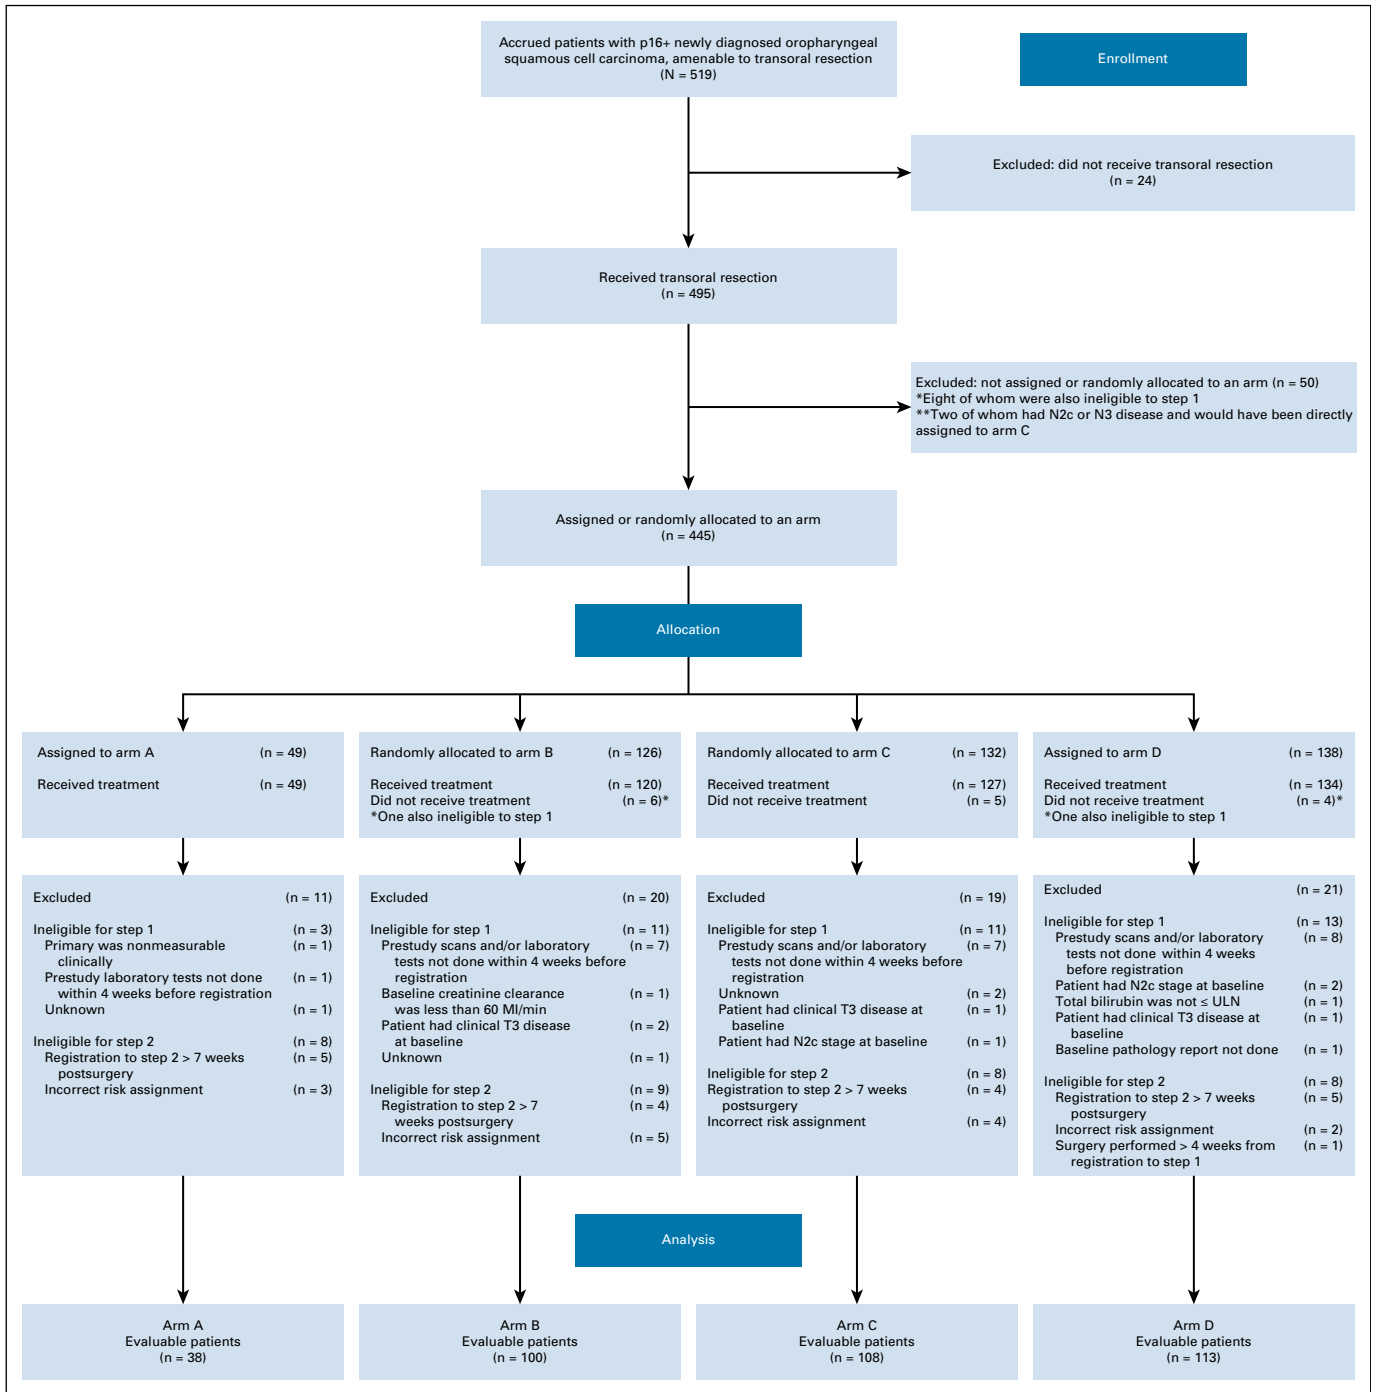 Accrued patients with p16+ newly diagnosed oropharyngeal
squamous cell carcinoma, amenable to transoral resection
(N = 519)
Enrollment
Excluded: did not receive transoral resection
(n = 24)
Received transoral resection
(n = 495)
Excluded: not assigned or randomly allocated to an arm (n = 50)
*Eight of whom were also ineligible to step 1
**Two of whom had N2c or N3 disease and would have been directly
assigned to arm C
Assigned or randomly allocated to an arm
(n = 445)
Allocation
Assigned to arm A (n = 49)
Received treatment (n = 49)
Randomly allocated to arm B (n = 126)
Received treatment (n = 120)
Did not receive treatment (n = 6)*
*One also ineligible to step 1
Randomly allocated to arm C (n = 132)
Received treatment (n = 127)
Did not receive treatment (n = 5)
Assigned to arm D (n = 138)
Received treatment (n = 134)
Did not receive treatment (n = 4)*
*One also ineligible to step 1
Excluded (n = 11)
Ineligible for step 1 (n = 3)
Primary was nonmeasurable (n = 1)
clinically
Prestudy laboratory tests not done (n = 1)
within 4 weeks before registration
Unknown (n = 1)
Ineligible for step 2 (n = 8)
Registration to step 2 > 7 weeks (n = 5)
postsurgery
Incorrect risk assignment (n = 3)
Excluded (n = 20)
Ineligible for step 1 (n = 11)
Prestudy scans and/or laboratory (n = 7)
tests not done within 4 weeks before
registration
Baseline creatinine clearance (n = 1)
was less than 60 Ml/min
Patient had clinical T3 disease (n = 2)
at baseline
Unknown (n = 1)
Ineligible for step 2 (n = 9)
Registration to step 2 > 7 (n = 4)
weeks postsurgery
Incorrect risk assignment (n = 5)
Excluded (n = 19)
Ineligible for step 1 (n = 11)
Prestudy scans and/or laboratory (n = 7)
tests not done within 4 weeks before
registration
Unknown (n = 2)
Patient had clinical T3 disease at (n = 1)
baseline
Patient had N2c stage at baseline (n = 1)
Ineligible for step 2 (n = 8)
Registration to step 2 > 7 weeks (n = 4)
postsurgery
Incorrect risk assignment (n = 4)
Excluded (n = 21)
Ineligible for step 1 (n = 13)
Prestudy scans and/or laboratory (n = 8)
tests not done within 4 weeks
before registration
Patient had N2c stage at baseline (n = 2)
Total bilirubin was not ≤ ULN (n = 1)
Patient had clinical T3 disease at (n = 1)
baseline
Baseline pathology report not done (n = 1)
Ineligible for step 2 (n = 8)
Registration to step 2 > 7 weeks (n = 5)
postsurgery
Incorrect risk assignment (n = 2)
Surgery performed > 4 weeks from (n = 1)
registration to step 1
Analysis
Arm A
Evaluable patients
(n = 38)
Arm B
Evaluable patients
(n = 100)
Arm C
Evaluable patients
(n = 108)
Arm D
Evaluable patients
(n = 113)